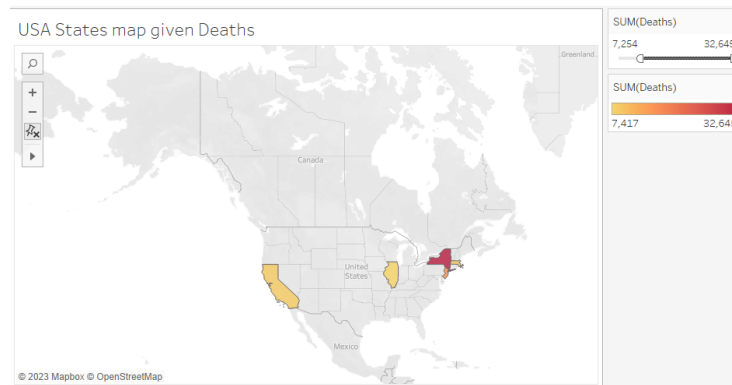 USA States map given Deaths
SUM(Deaths)
7,254 32,645
SUM(Deaths)
7,417 32,645
Greenland
Canada
United
States
Mexico
© 2023 Mapbox © OpenStreetMap